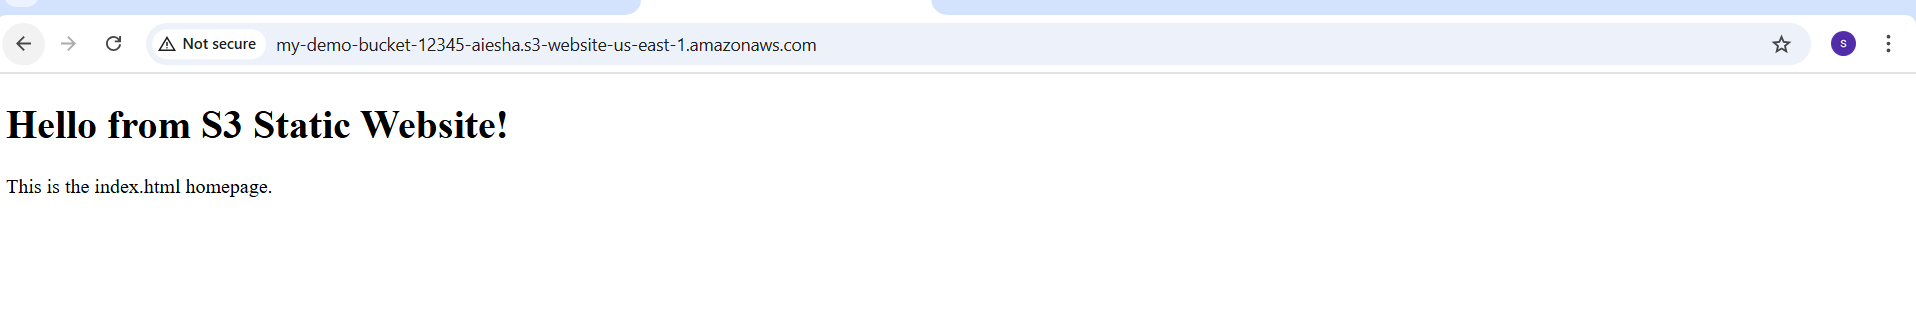 Not secure my-demo-bucket-12345-aiesha.s3-website-us-east-1.amazonaws.com
s
Hello from S3 Static Website!
This is the index.html homepage.